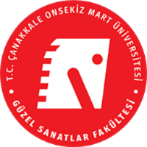 T.C. ÇANAKKALE ONSEKİZ MART ÜNİVERSİTESİ
GÜZEL SANATLAR FAKÜLTESİ